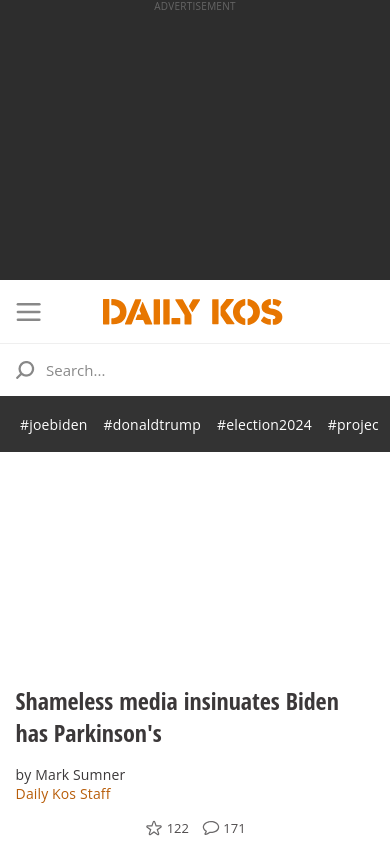 ADVERTISEMENT
DAILY KOS
Search...
#joebiden #donaldtrump #election2024 #projec
Shameless media insinuates Biden
has Parkinson's
by Mark Sumner
Daily Kos Staff
122 171